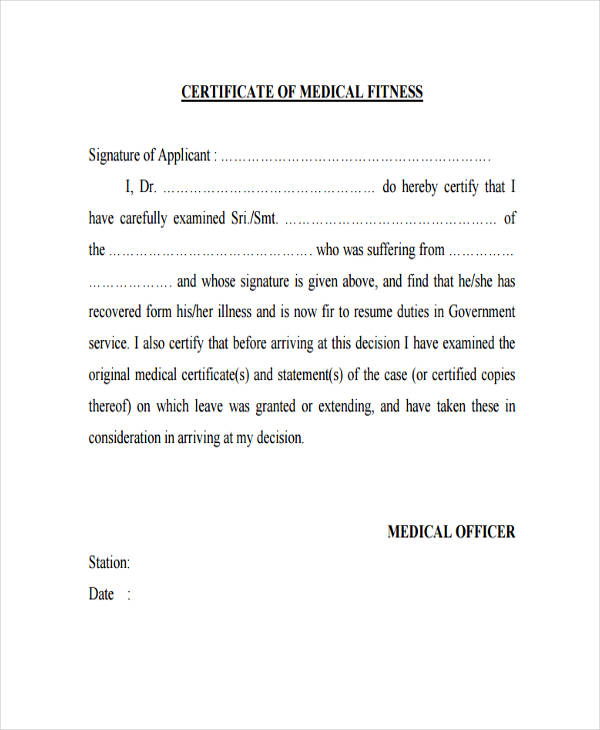 CERTIFICATE OF MEDICAL FITNESS
Signature of Applicant : …………………………………………………….
I, Dr. ………………………………………… do hereby certify that I
have carefully examined Sri./Smt. ………………………………………… of
the ………………………………………. who was suffering from ……………
………………. and whose signature is given above, and find that he/she has
recovered form his/her illness and is now fir to resume duties in Government
service. I also certify that before arriving at this decision I have examined the
original medical certificate(s) and statement(s) of the case (or certified copies
thereof) on which leave was granted or extending, and have taken these in
consideration in arriving at my decision.
MEDICAL OFFICER
Station:
Date :